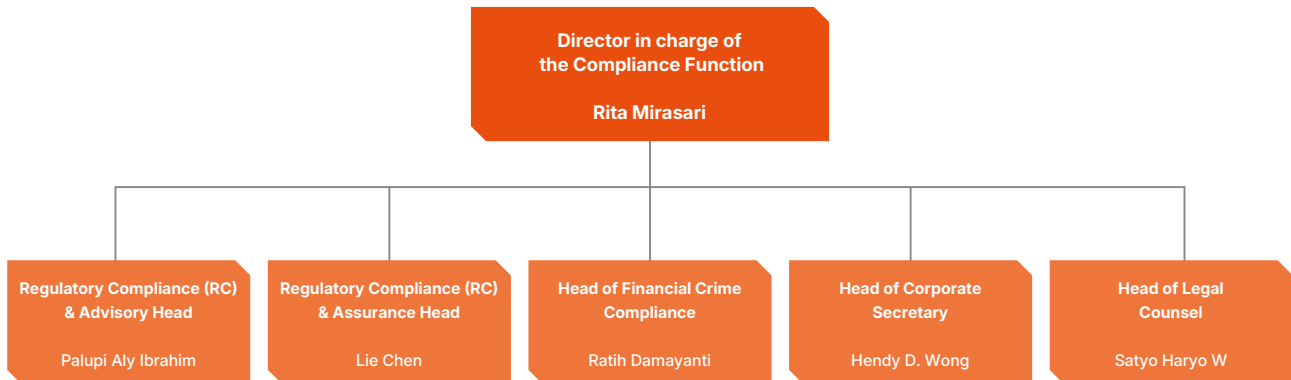 Director in charge of
the Compliance Function
Rita Mirasari
Regulatory Compliance (RC)
& Advisory Head
Palupi Aly Ibrahim
Regulatory Compliance (RC)
& Assurance Head
Lie Chen
Head of Financial Crime
Compliance
Ratih Damayanti
Head of Corporate
Secretary
Hendy D. Wong
Head of Legal
Counsel
Satyo Haryo W